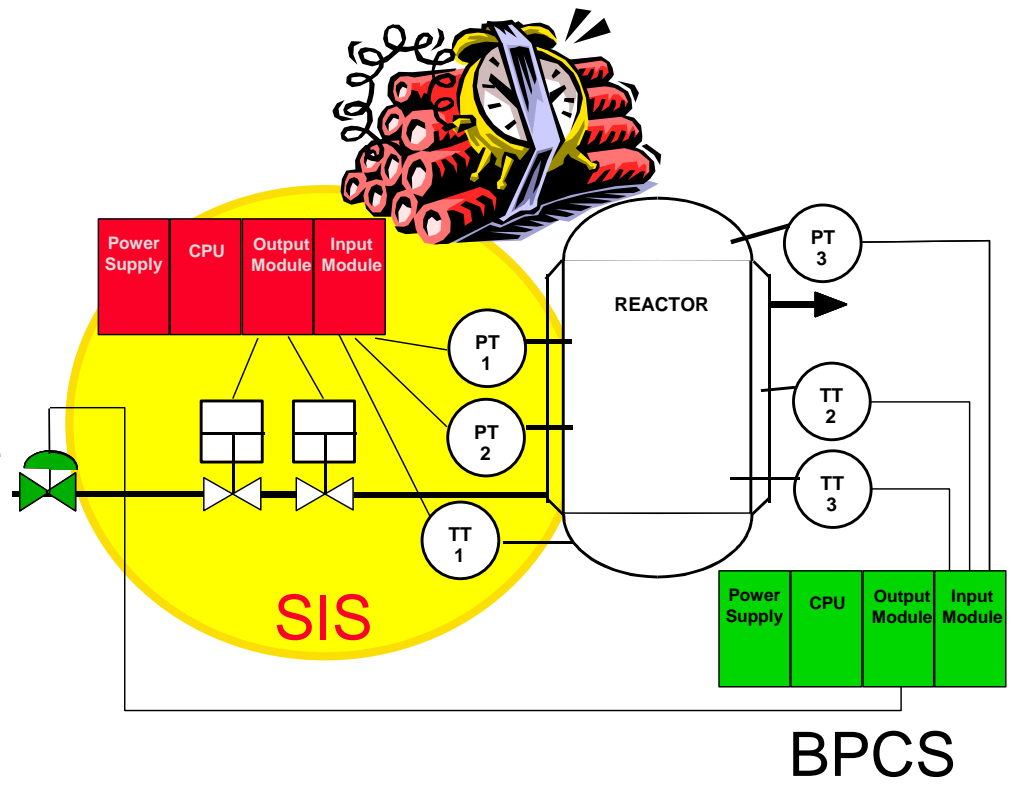 Power
Supply
CPU
Output
Module
Input
Module
PT
3
REACTOR
PT
1
TT
2
PT
2
TT
3
TT
1
SIS
Power
Supply
CPU
Output
Module
Input
Module
BPCS